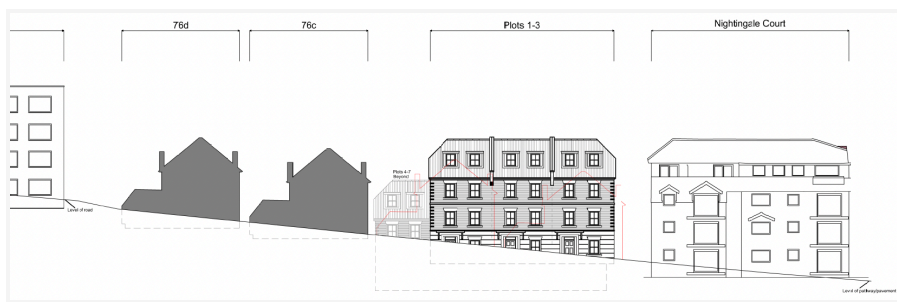 76d
76c
Plots 1-3
Nightingale Court
Plots 4-7
Beyond
Level of road
Level of pathway/pavement